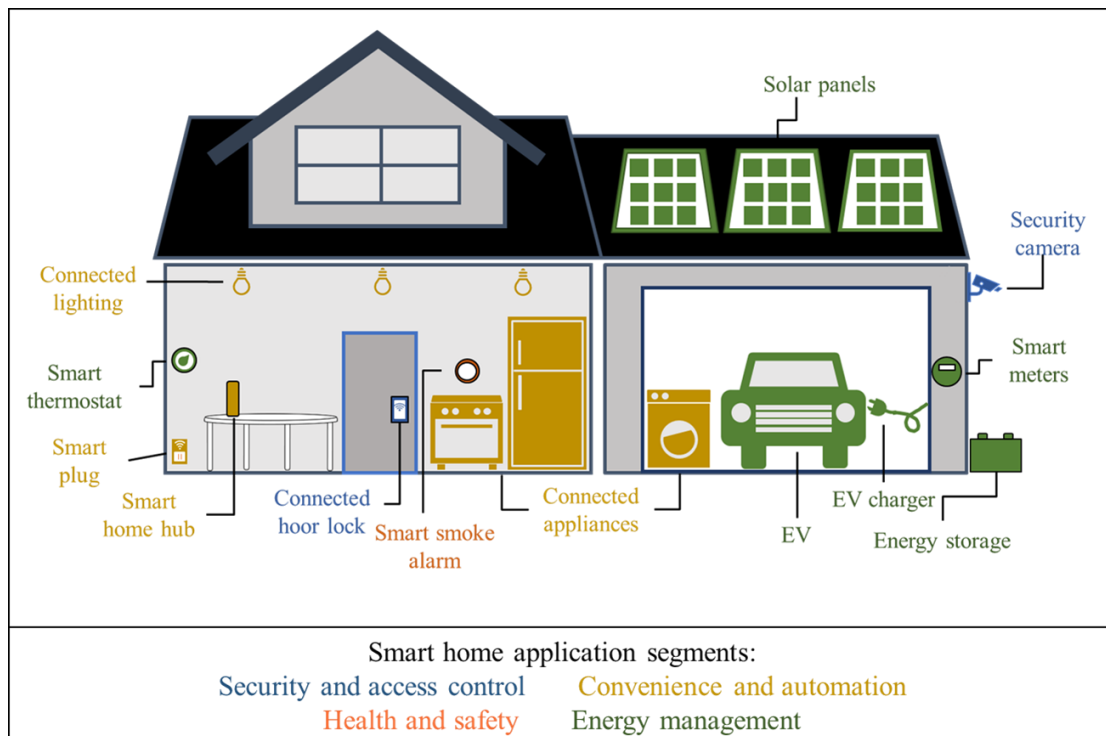 Solar panels
Security
camera
Connected
lighting
Smart
thermostat
Smart
meters
Smart
plug
Smart
home hub
Connected
hoor lock
Smart smoke
alarm
Connected
appliances
EV
EV charger
Energy storage
Smart home application segments:
Security and access control Convenience and automation
Health and safety Energy management